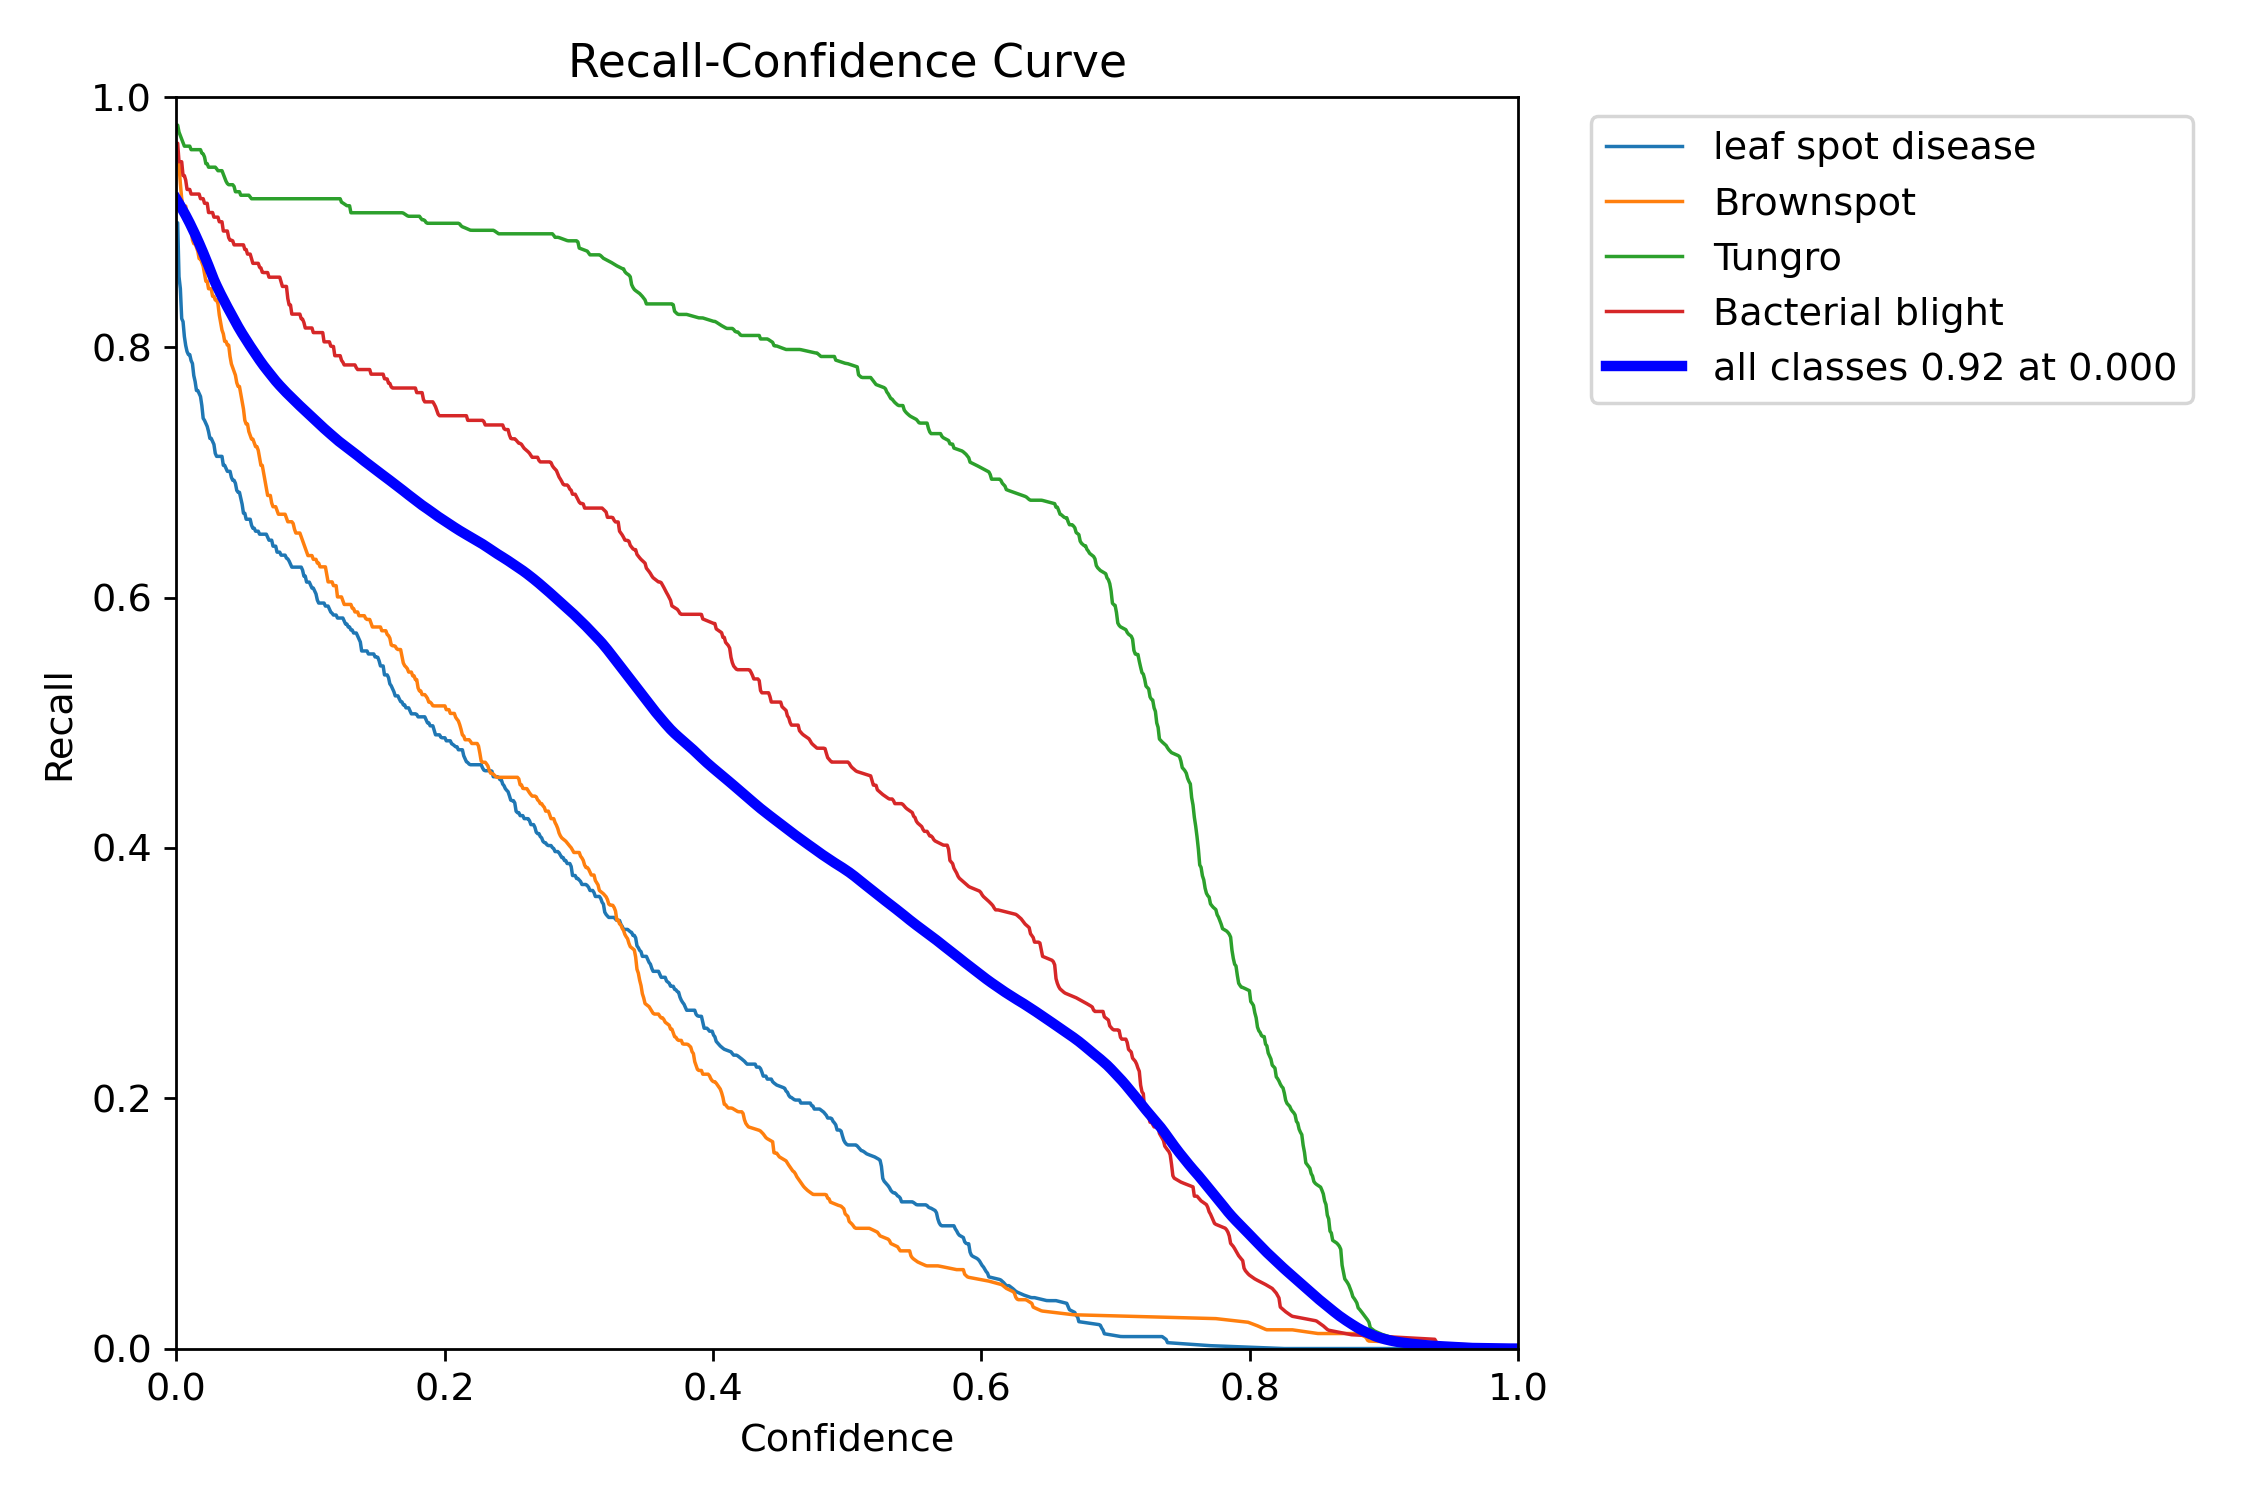 Recall-Confidence Curve
1.0
0.8
0.6
0.4
0.2
0.0
Recall
0.0 0.2 0.4 0.6 0.8 1.0
Confidence
leaf spot disease
Brownspot
Tungro
Bacterial blight
all classes 0.92 at 0.000